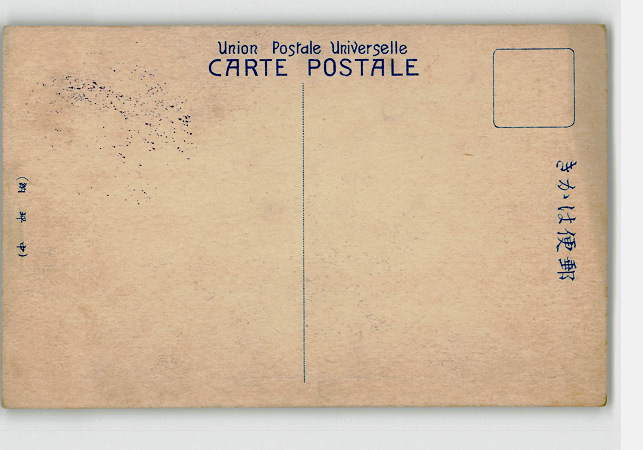 Union Postale Universelle
CARTE POSTALE
きかは便郵